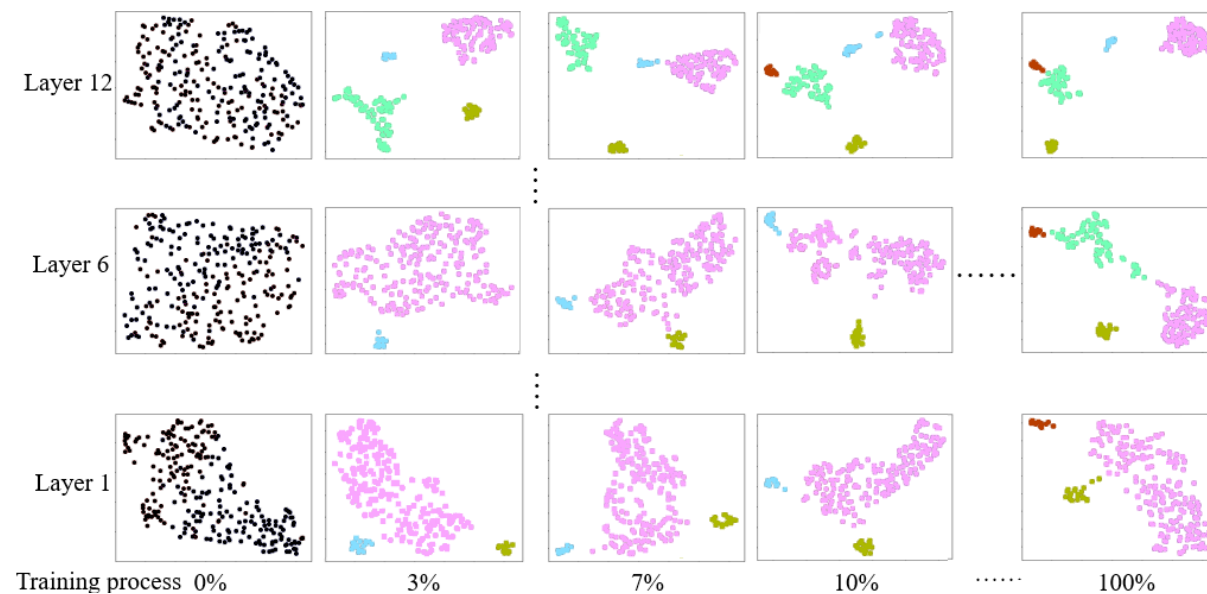 Layer 12
Layer 6
Layer 1
Training process 0% 3% 7% 10% ...... 100%